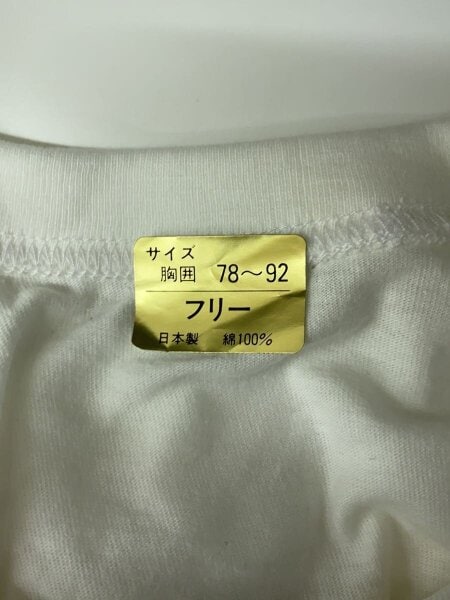 サイズ
胸囲 78〜92
フリー
日本製 綿100%